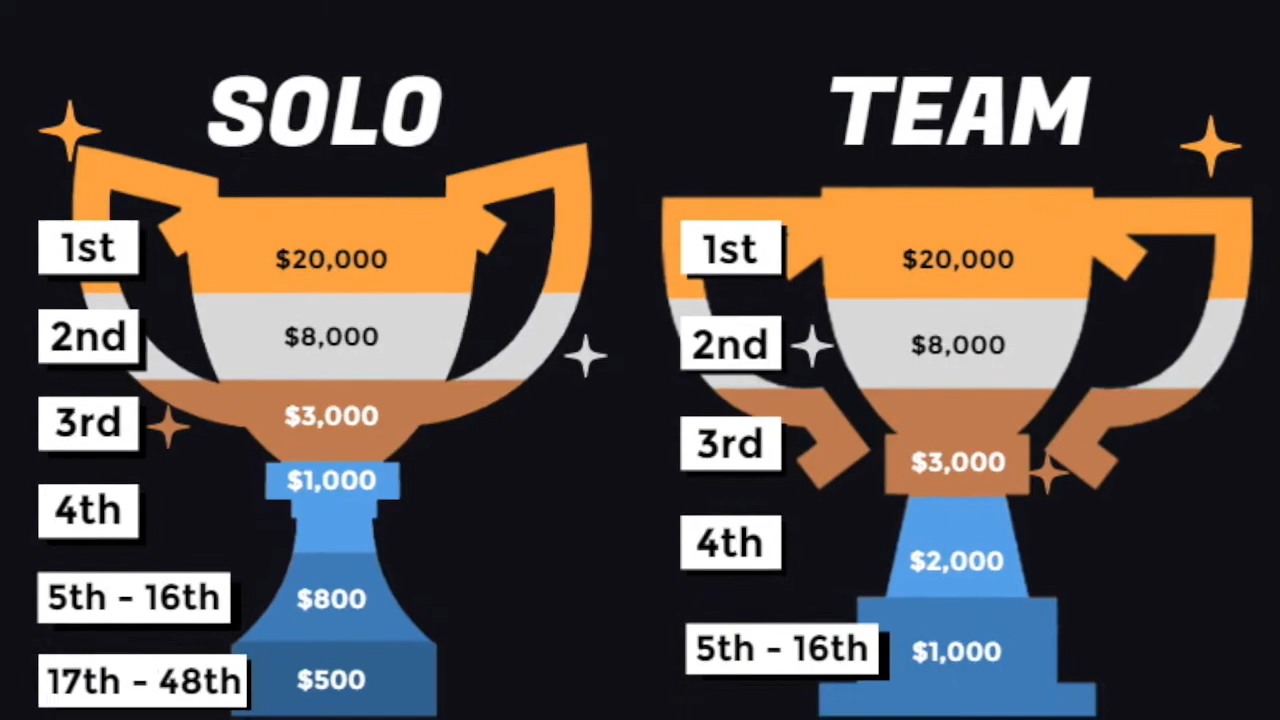 SOLO
1st $20,000
2nd $8,000
3rd $3,000
4th $1,000
5th - 16th $800
17th - 48th $500
TEAM
1st $20,000
2nd $8,000
3rd $3,000
4th $2,000
5th - 16th $1,000